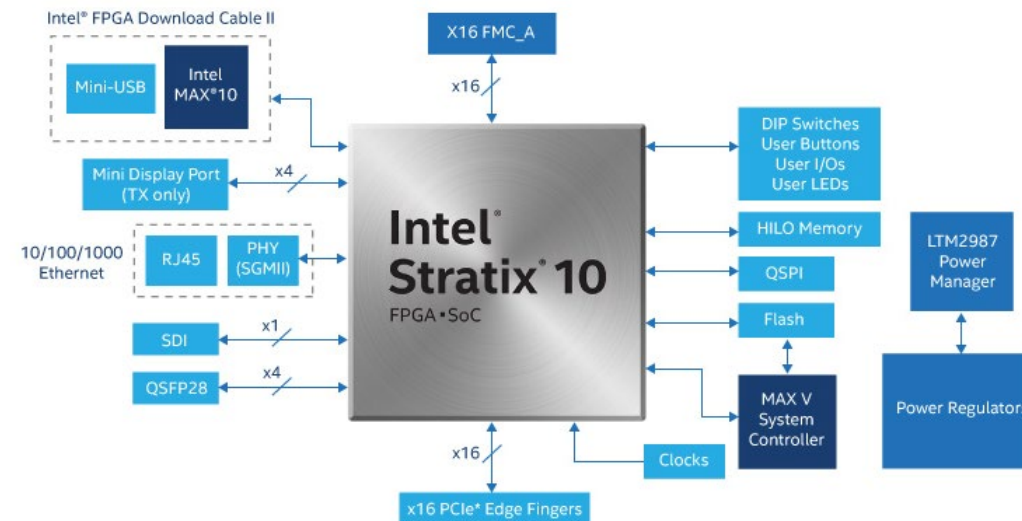 Intel® FPGA Download Cable II
Mini-USB
Intel
MAX®10
X16 FMC_A
x16
DIP Switches
User Buttons
User I/Os
User LEDs
Mini Display Port
(TX only)
x4
10/100/1000
Ethernet
RJ45
PHY
(SGMII)
Intel®
Stratix® 10
FPGA • SoC
HILO Memory
QSPI
Flash
LTM2987
Power
Manager
SDI
x1
QSFP28
x4
MAX V
System
Controller
Power Regulators
x16
Clocks
x16 PCIe* Edge Fingers